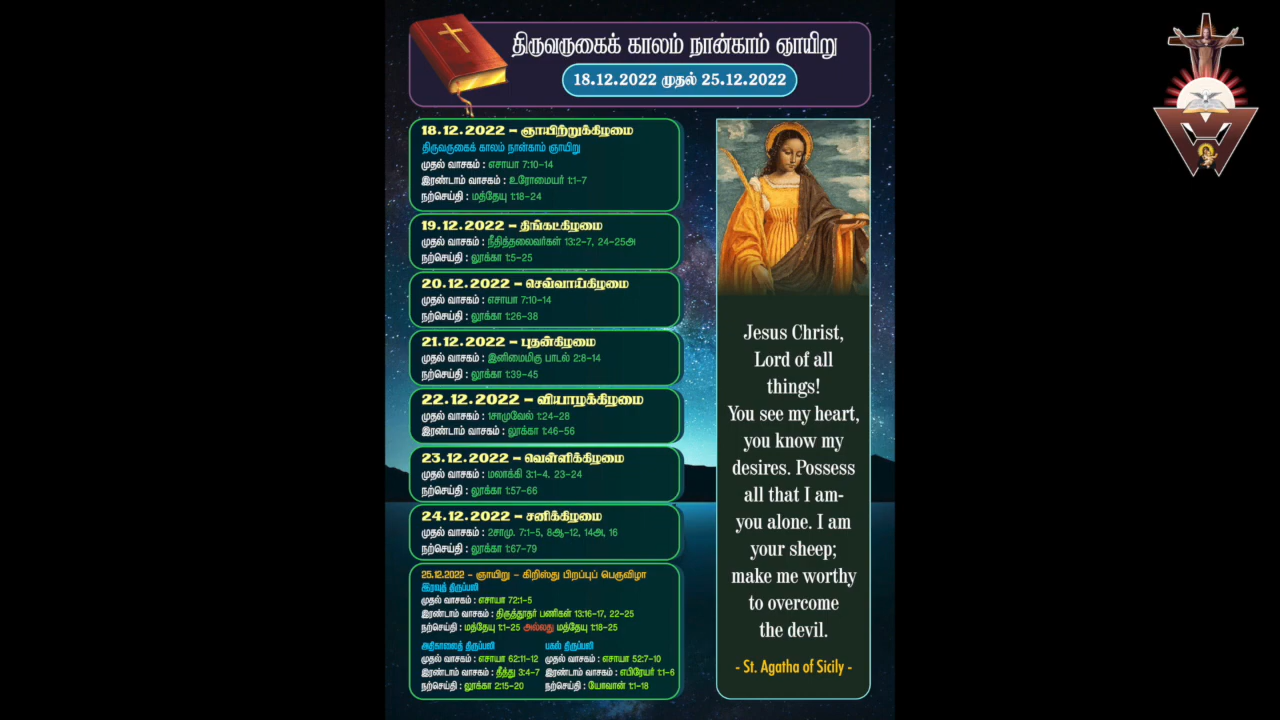 திருவருகைக் காலம் நான்காம் ஞாயிறு
18.12.2022 முதல் 25.12.2022
18.12.2022 – ஞாயிற்றுக்கிழமை
திருவருகைக் காலம் நான்காம் ஞாயிறு
முதல் வாசகம் : எசாயா 7:10-14
இரண்டாம் வாசகம் : உரோமையர் 1:1-7
நற்செய்தி : மத்தேயு 1:18-24
19.12.2022 – திங்கட்கிழமை
முதல் வாசகம் : நீதித்தலைவர்கள் 13:2-7, 24-25அ
நற்செய்தி : லூக்கா 1:5-25
20.12.2022 – செவ்வாய்கிழமை
முதல் வாசகம் : எசாயா 7:10-14
நற்செய்தி : லூக்கா 1:26-38
21.12.2022 – புதன்கிழமை
முதல் வாசகம் : இனிமைமிகு பாடல் 2:8-14
நற்செய்தி : லூக்கா 1:39-45
22.12.2022 – வியாழக்கிழமை
முதல் வாசகம் : 1சாமுவேல் 1:24-28
இரண்டாம் வாசகம் : லூக்கா 1:46-56
23.12.2022 – வெள்ளிக்கிழமை
முதல் வாசகம் : மலாக்கி 3:1-4. 23-24
நற்செய்தி : லூக்கா 1:57-66
24.12.2022 – சனிக்கிழமை
முதல் வாசகம் : 2சாமு. 7:1-5, 8ஆ-12, 14அ, 16
நற்செய்தி : லூக்கா 1:67-79
25.12.2022 – ஞாயிறு – கிறிஸ்து பிறப்புப் பெருவிழா
இரவுத் திருப்பலி
முதல் வாசகம் : எசாயா 72:1-5
இரண்டாம் வாசகம் : திருத்தூதர் பணிகள் 13:16-17, 22-25
நற்செய்தி : மத்தேயு 1:1-25 அல்லது மத்தேயு 1:18-25
அதிகாலைத் திருப்பலி
முதல் வாசகம் : எசாயா 62:11-12
இரண்டாம் வாசகம் : தீத்து 3:4-7
நற்செய்தி : லூக்கா 2:15-20
பகல் திருப்பலி
முதல் வாசகம் : எசாயா 52:7-10
இரண்டாம் வாசகம் : எபிரேயர் 1:1-6
நற்செய்தி : யோவான் 1:1-18
Jesus Christ,
Lord of all
things!
You see my heart,
you know my
desires. Possess
all that I am-
you alone. I am
your sheep;
make me worthy
to overcome
the devil.
- St. Agatha of Sicily -